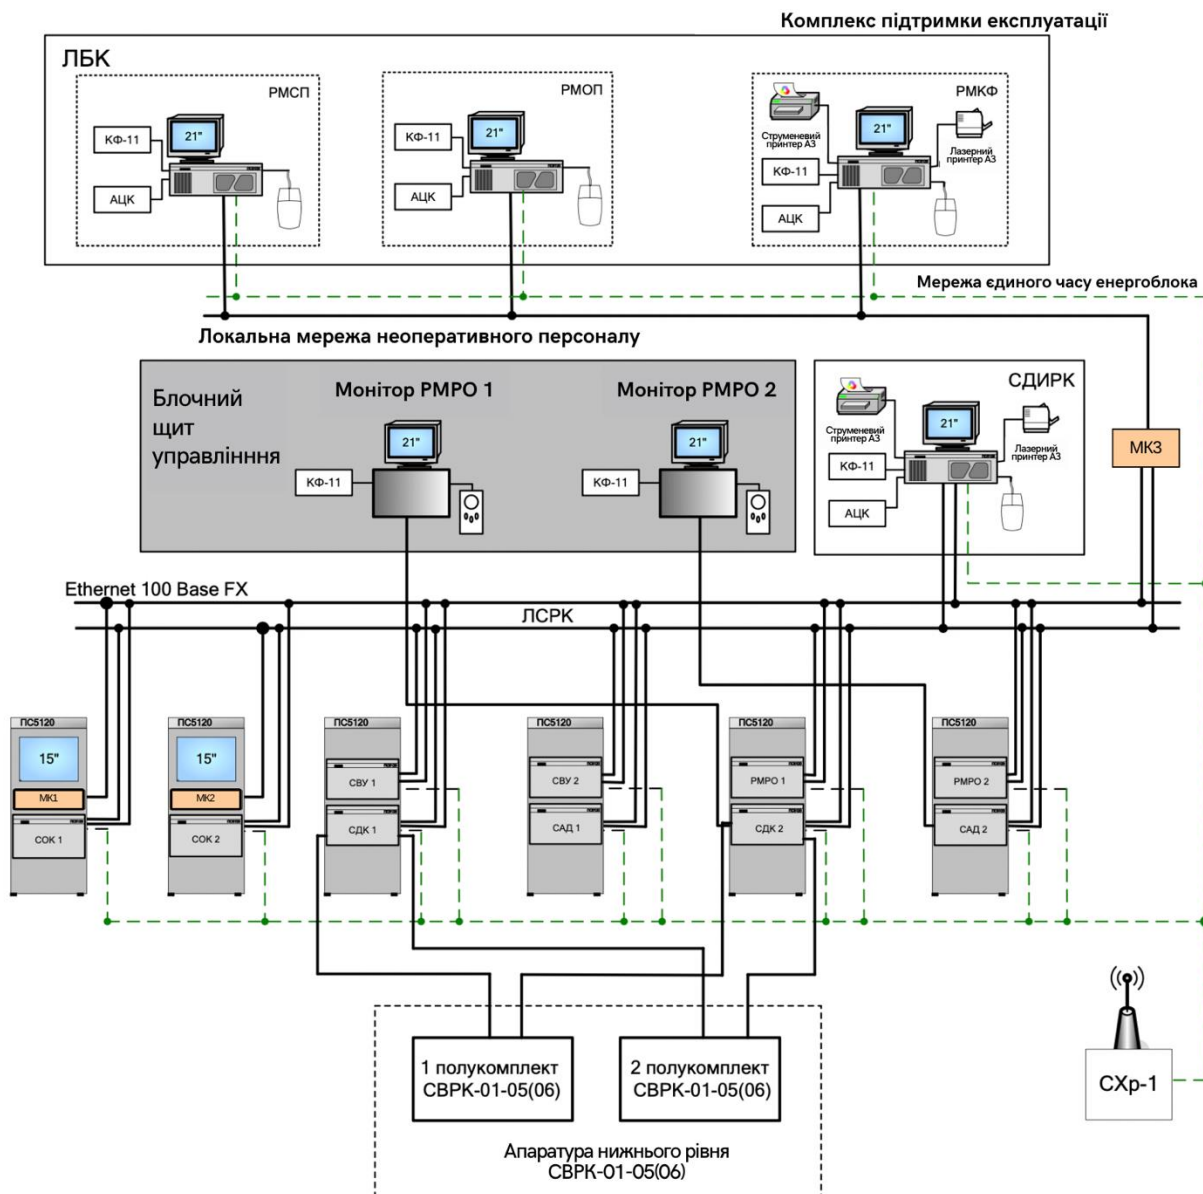 Комплекс підтримки експлуатації
ЛБК
РМСП
КФ-11
21"
АЦК
РМОП
КФ-11
21"
АЦК
РМКФ
21"
Струменевий
принтер А3
Лазерний
принтер А3
КФ-11
АЦК
Мережа єдиного часу енергоблока
Локальна мережа неоперативного персоналу
Блочний
щит
управлінння
Монітор РМРО 1
21"
КФ-11
Монітор РМРО 2
21"
КФ-11
СДИРК
21"
Струменевий
принтер А3
Лазерний
принтер А3
КФ-11
АЦК
МК3
Ethernet 100 Base FX
ЛСРК
ПС5120
15"
МК1
СОК 1
ПС5120
15"
МК2
СОК 2
ПС5120
СВУ 1
СДК 1
ПС5120
СВУ 2
САД 1
ПС5120
РМРО 1
СДК 2
ПС5120
РМРО 2
САД 2
1 полукомплект
СВРК-01-05(06)
2 полукомплект
СВРК-01-05(06)
Апаратура нижнього рівня
СВРК-01-05(06)
СХр-1